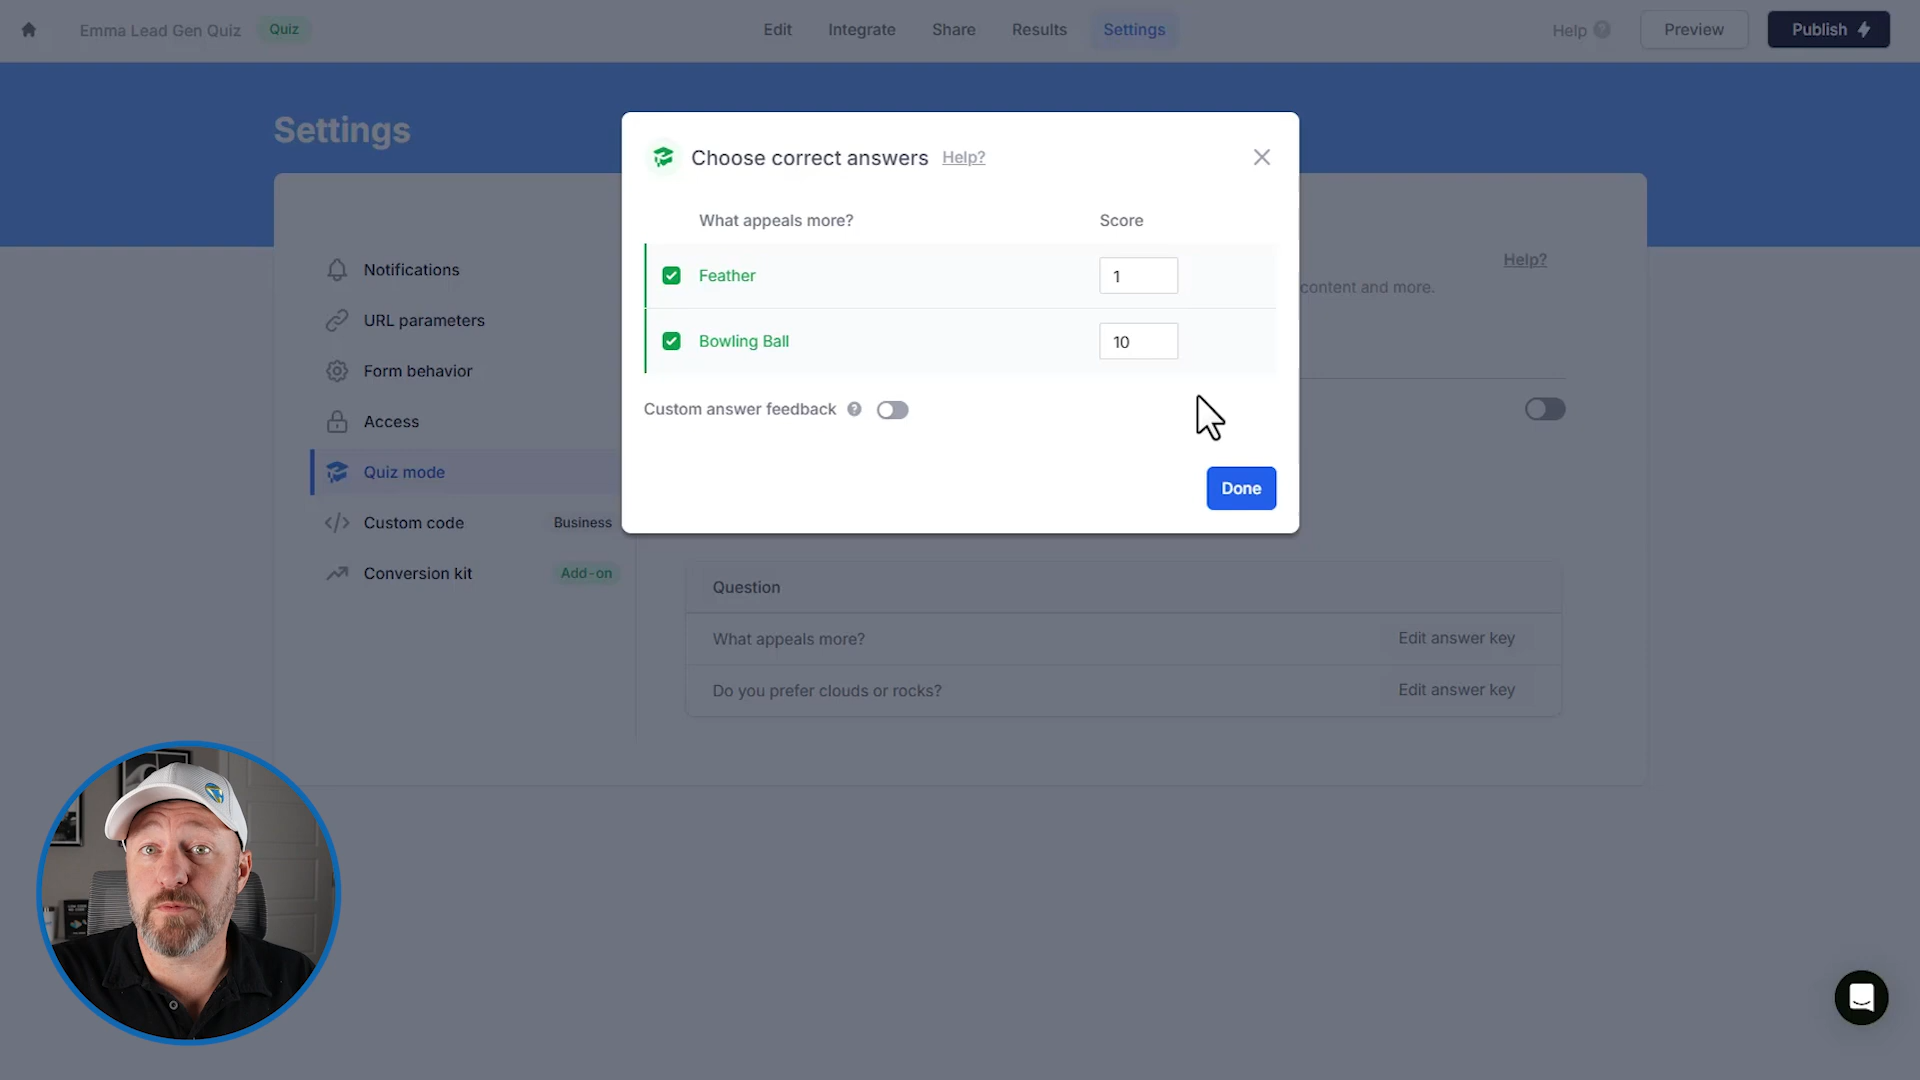 Emma Lead Gen Quiz
Quiz
Edit
Integrate
Share
Results
Settings
Help ?
Preview
Publish
Settings
Choose correct answers
Help?
What appeals more?
Score
Feather
1
Bowling Ball
10
Custom answer feedback ?
Done
Notifications
URL parameters
Form behavior
Access
Quiz mode
Custom code
Business
Conversion kit
Add-on
Help?
content and more.
Question
What appeals more?
Edit answer key
Do you prefer clouds or rocks?
Edit answer key